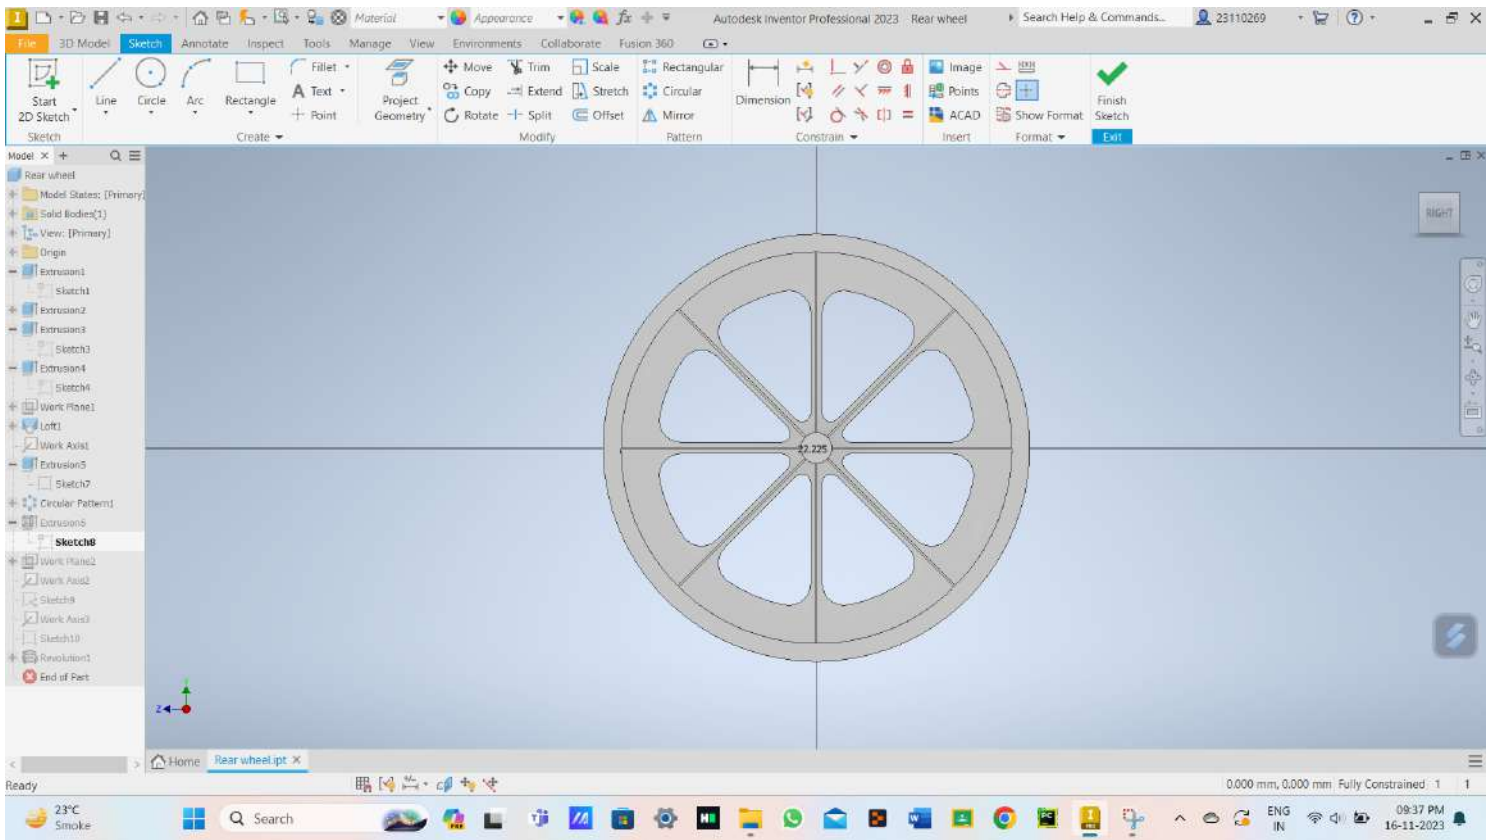 Material
Appearance
Autodesk Inventor Professional 2023 Rear wheel
Search Help & Commands...
23110269
File 3D Model Sketch Annotate Inspect Tools Manage View Environments Collaborate Fusion 360
Start
2D Sketch
Line
Circle
Arc
Rectangle
Fillet
Text
Point
Project
Geometry
Move Trim Scale
Copy Extend Stretch
Rotate Split Offset
Rectangular
Circular
Mirror
Dimension
Image
Points
ACAD
Show Format
Finish
Sketch
Sketch Create Modify Pattern Constrain Insert Format Exit
Model
Rear wheel
Model States: [Primary]
Solid Bodies(1)
View: [Primary]
Origin
Extrusion1
Sketch1
Extrusion2
Extrusion3
Sketch3
Extrusion4
Sketch4
Work Plane1
Loft1
Work Axis1
Extrusion5
Sketch7
Circular Pattern1
Extrusion6
Sketch8
Work Plane2
Work Axis2
Sketch9
Work Axis3
Sketch10
Revolution1
End of Part
RIGHT
22.225
Z
Home Rear wheel.ipt
Ready
0.000 mm, 0.000 mm Fully Constrained 1 1
23°C
Smoke
Search
ENG
IN
09:37 PM
16-11-2023